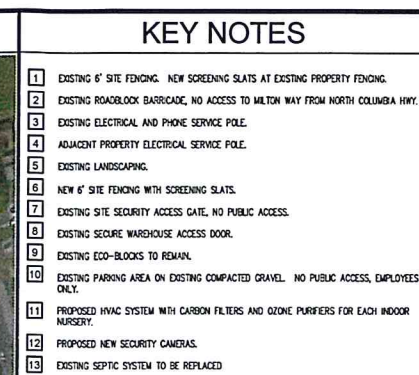 KEY NOTES
1 EXISTING 6' SITE FENCING. NEW SCREENING SLATS AT EXISTING PROPERTY FENCING.
2 EXISTING ROADBLOCK BARRICADE, NO ACCESS TO MILTON WAY FROM NORTH COLUMBIA HWY.
3 EXISTING ELECTRICAL AND PHONE SERVICE POLE.
4 ADJACENT PROPERTY ELECTRICAL SERVICE POLE.
5 EXISTING LANDSCAPING.
6 NEW 6' SITE FENCING WITH SCREENING SLATS.
7 EXISTING SITE SECURITY ACCESS GATE, NO PUBLIC ACCESS.
8 EXISTING SECURE WAREHOUSE ACCESS DOOR.
9 EXISTING ECO-BLOCKS TO REMAIN.
10 EXISTING PARKING AREA ON EXISTING COMPACTED GRAVEL. NO PUBLIC ACCESS, EMPLOYEES
ONLY.
11 PROPOSED HVAC SYSTEM WITH CARBON FILTERS AND OZONE PURIFIERS FOR EACH INDOOR
NURSERY.
12 PROPOSED NEW SECURITY CAMERAS.
13 EXISTING SEPTIC SYSTEM TO BE REPLACED